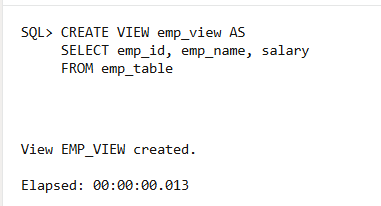 SQL> CREATE VIEW emp_view AS
SELECT emp_id, emp_name, salary
FROM emp_table
View EMP_VIEW created.
Elapsed: 00:00:00.013